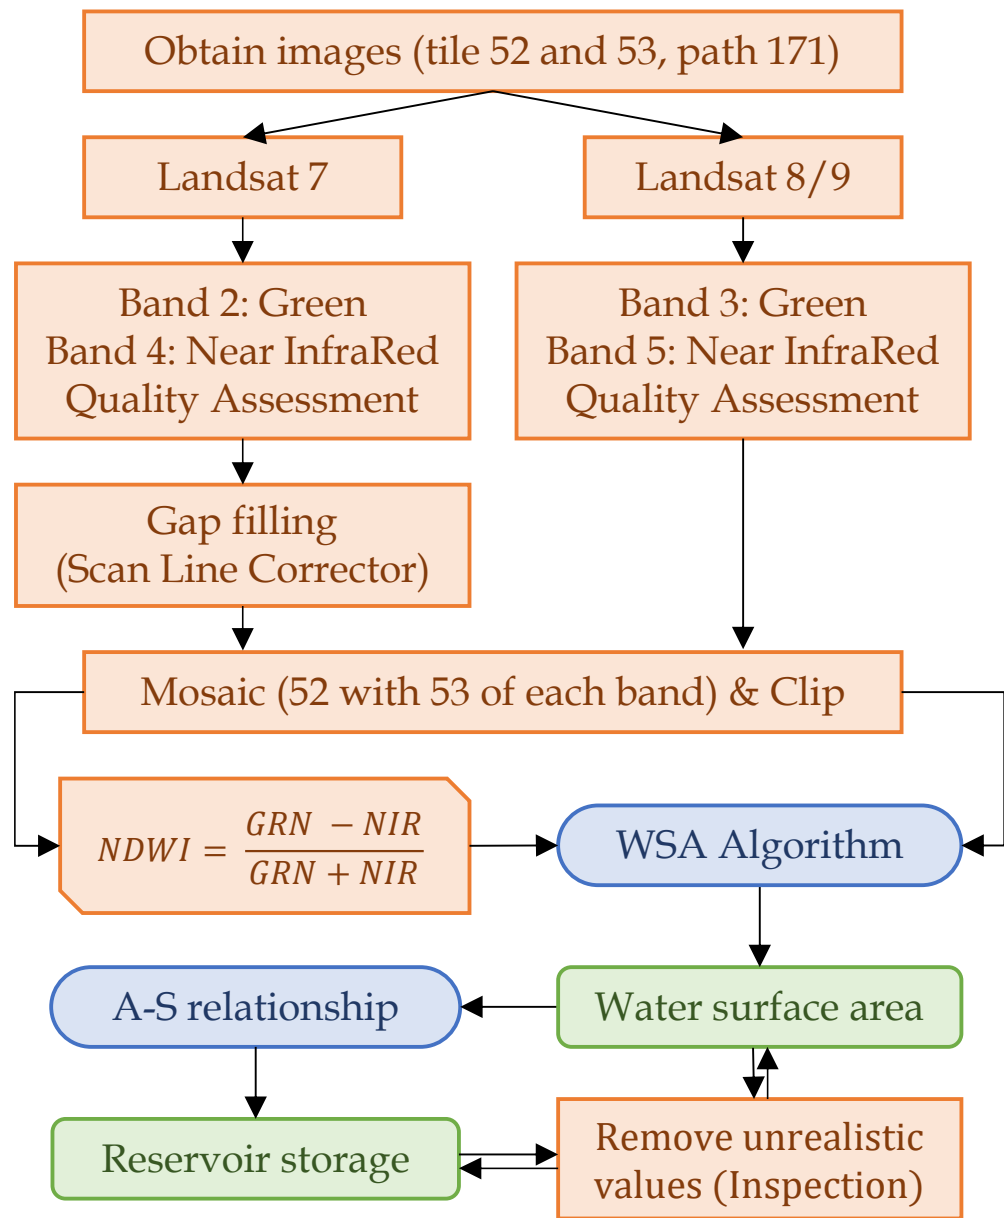 Obtain images (tile 52 and 53, path 171)
Landsat 7
Landsat 8/9
Band 2: Green
Band 4: Near InfraRed
Quality Assessment
Band 3: Green
Band 5: Near InfraRed
Quality Assessment
Gap filling
(Scan Line Corrector)
Mosaic (52 with 53 of each band) & Clip
NDWI = (GRN − NIR) / (GRN + NIR)
WSA Algorithm
A-S relationship
Water surface area
Reservoir storage
Remove unrealistic
values (Inspection)